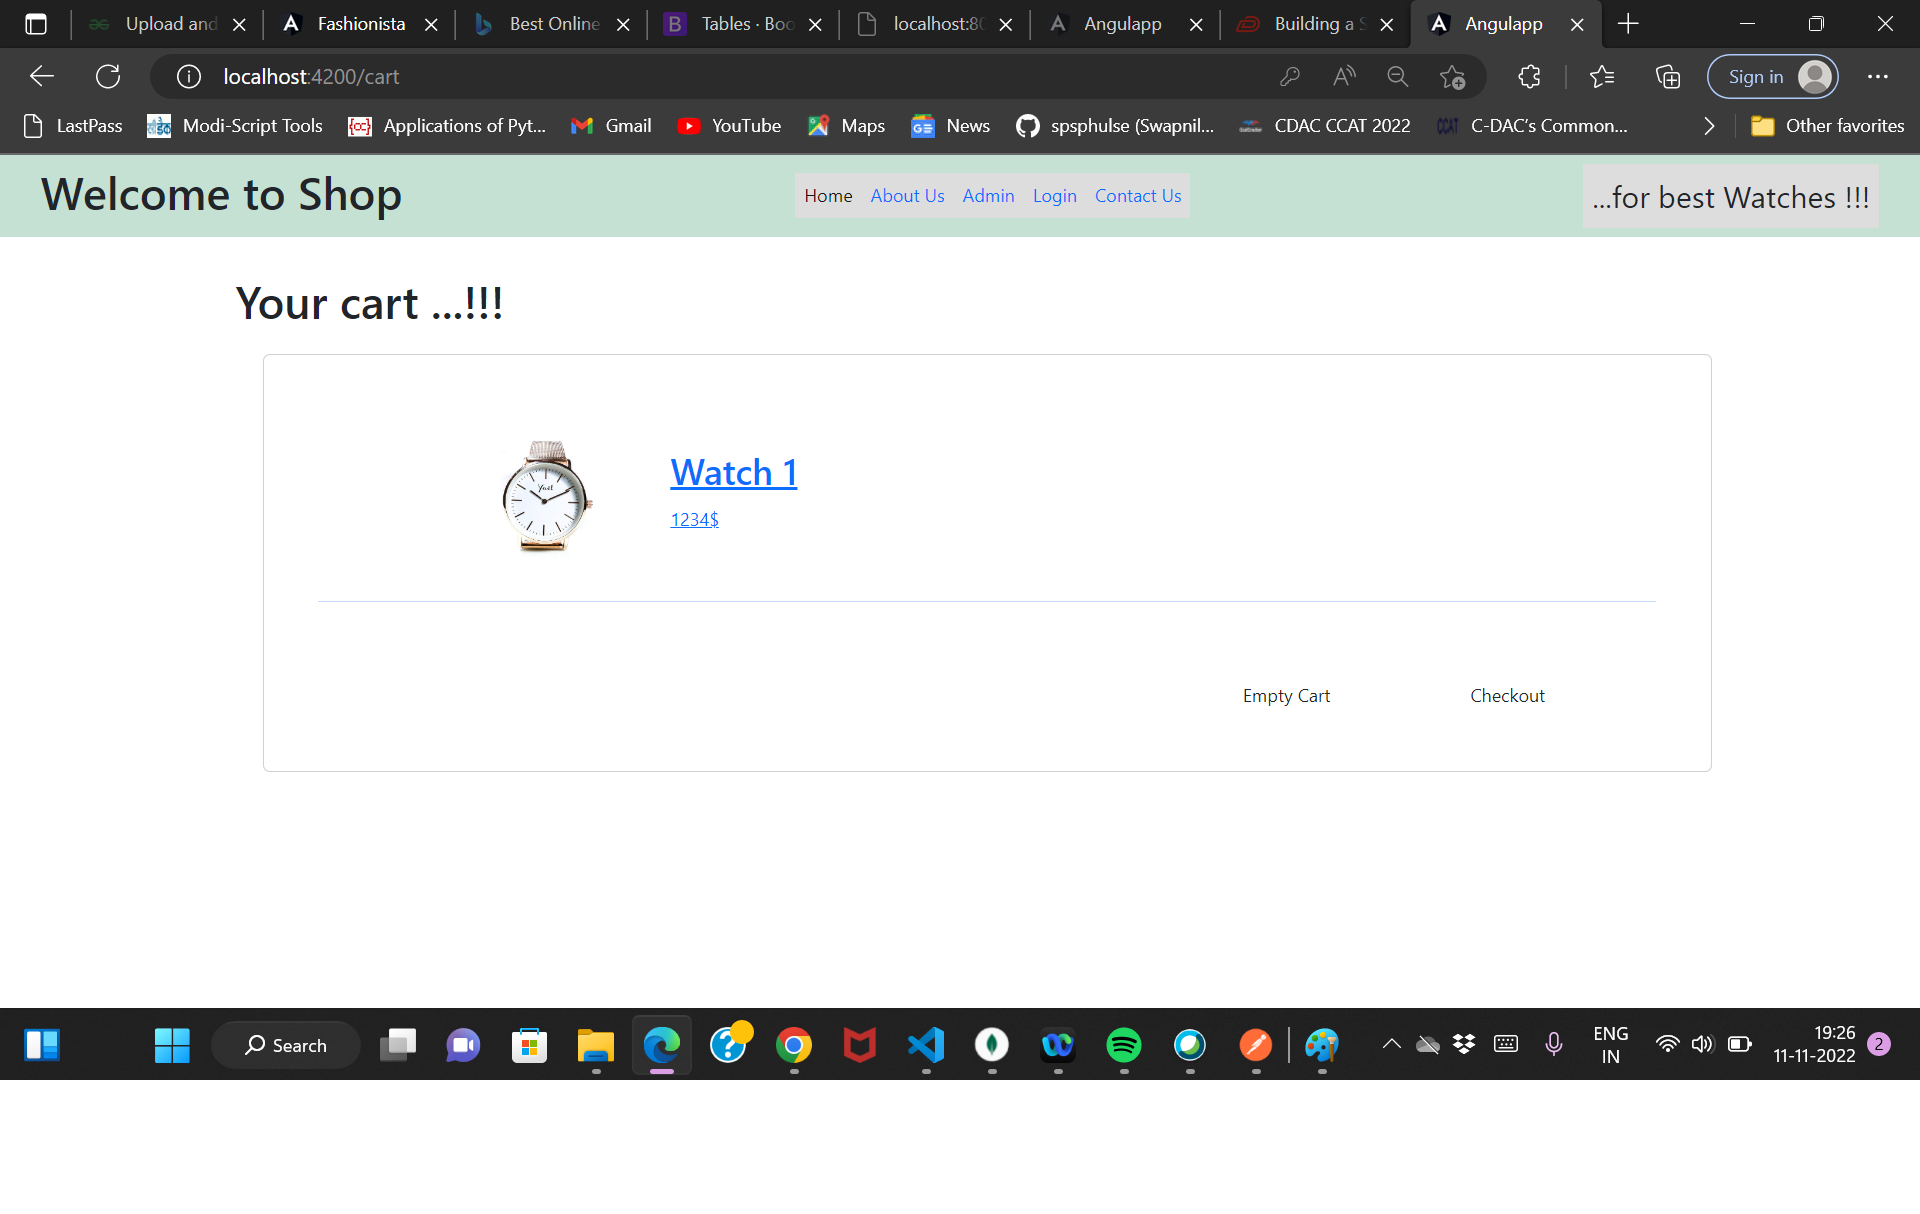 Upload and
Fashionista
Best Online
Tables · Boo
localhost:80
Angulapp
Building a S
Angulapp
localhost:4200/cart
Sign in
LastPass
Modi-Script Tools
Applications of Pyt...
Gmail
YouTube
Maps
News
spsphulse (Swapnil...
CDAC CCAT 2022
C-DAC's Common...
Other favorites
Welcome to Shop
Home About Us Admin Login Contact Us
...for best Watches !!!
Your cart ...!!!
Watch 1
1234$
Empty Cart
Checkout
Search
ENG
IN
19:26
11-11-2022
2